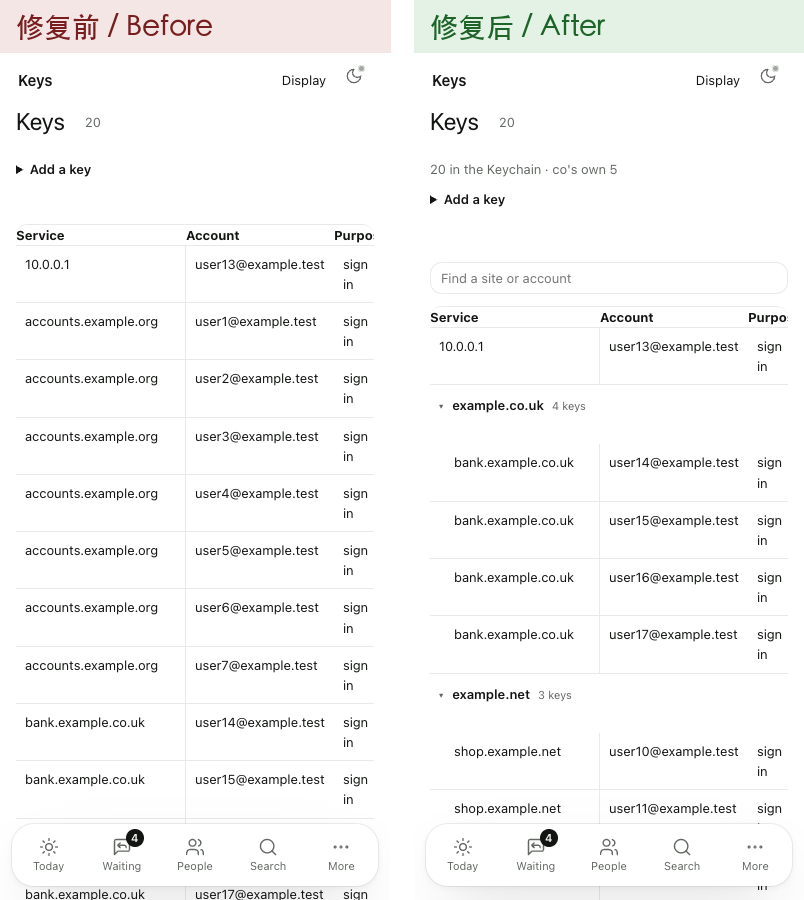 修复前 / Before
Keys
Display
Keys 20
Add a key
Service Account Purpo
10.0.0.1 user13@example.test sign in
accounts.example.org user1@example.test sign in
accounts.example.org user2@example.test sign in
accounts.example.org user3@example.test sign in
accounts.example.org user4@example.test sign in
accounts.example.org user5@example.test sign in
accounts.example.org user6@example.test sign in
accounts.example.org user7@example.test sign in
bank.example.co.uk user14@example.test sign in
bank.example.co.uk user15@example.test sign in
4
Today Waiting People Search More
bank.example.co.uk user17@example.test sign
修复后 / After
Keys
Display
Keys 20
20 in the Keychain · co's own 5
Add a key
Find a site or account
Service Account Purpo
10.0.0.1 user13@example.test sign in
example.co.uk 4 keys
bank.example.co.uk user14@example.test sign in
bank.example.co.uk user15@example.test sign in
bank.example.co.uk user16@example.test sign in
bank.example.co.uk user17@example.test sign in
example.net 3 keys
shop.example.net user10@example.test sign in
shop.example.net user11@example.test sign
4
Today Waiting People Search More